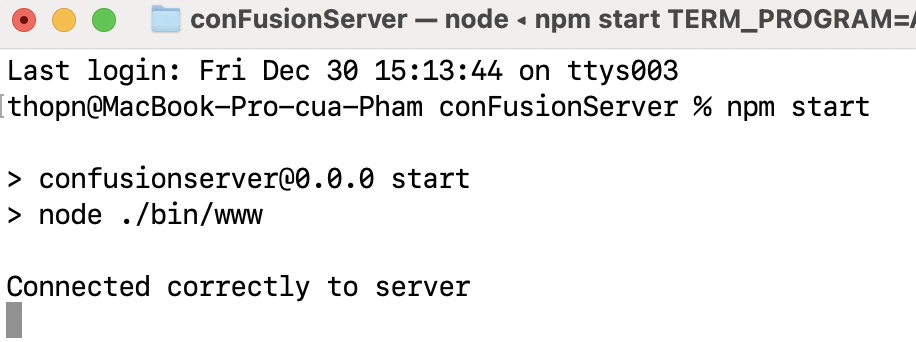 conFusionServer — node ◂ npm start TERM_PROGRAM=
Last login: Fri Dec 30 15:13:44 on ttys003
thopn@MacBook-Pro-cua-Pham conFusionServer % npm start
> confusionserver@0.0.0 start
> node ./bin/www
Connected correctly to server